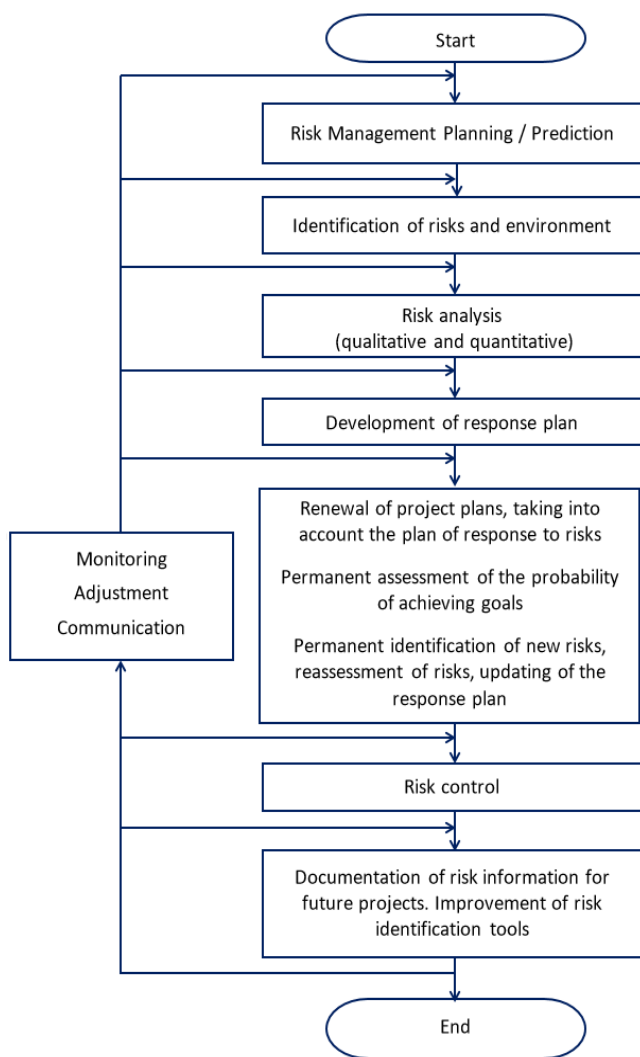 Start
Risk Management Planning / Prediction
Identification of risks and environment
Risk analysis
(qualitative and quantitative)
Development of response plan
Renewal of project plans, taking into
account the plan of response to risks
Permanent assessment of the probability
of achieving goals
Permanent identification of new risks,
reassessment of risks, updating of the
response plan
Monitoring
Adjustment
Communication
Risk control
Documentation of risk information for
future projects. Improvement of risk
identification tools
End